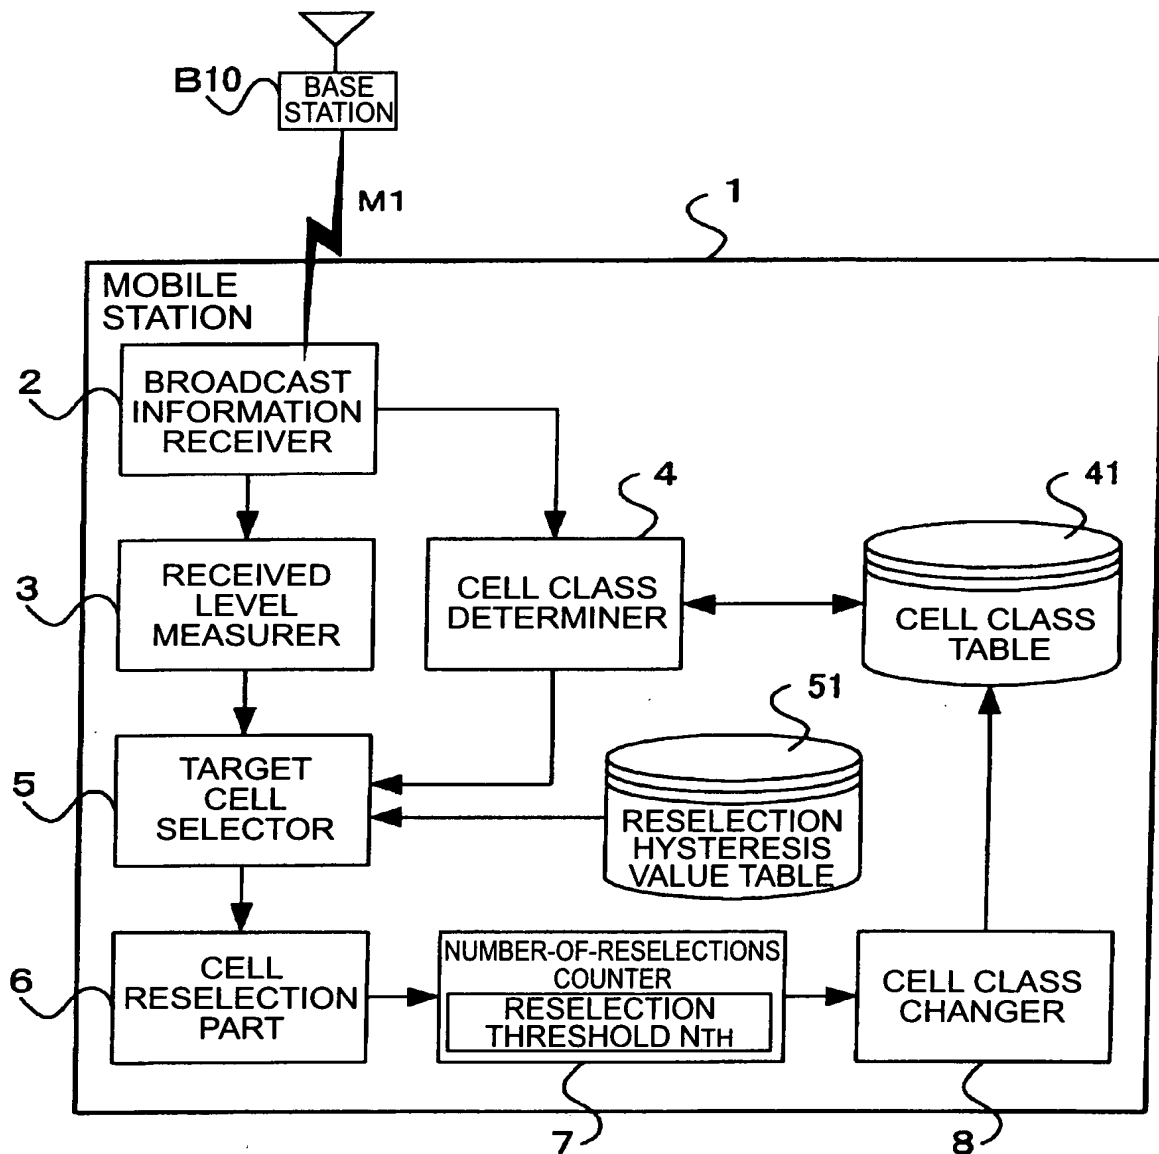 B10
BASE
STATION
M1
1
MOBILE
STATION
2
BROADCAST
INFORMATION
RECEIVER
4
41
3
RECEIVED
LEVEL
MEASURER
CELL CLASS
DETERMINER
CELL CLASS
TABLE
51
5
TARGET
CELL
SELECTOR
RESELECTION
HYSTERESIS
VALUE TABLE
6
CELL
RESELECTION
PART
NUMBER-OF-RESELECTIONS
COUNTER
RESELECTION
THRESHOLD NTH
CELL CLASS
CHANGER
7
8